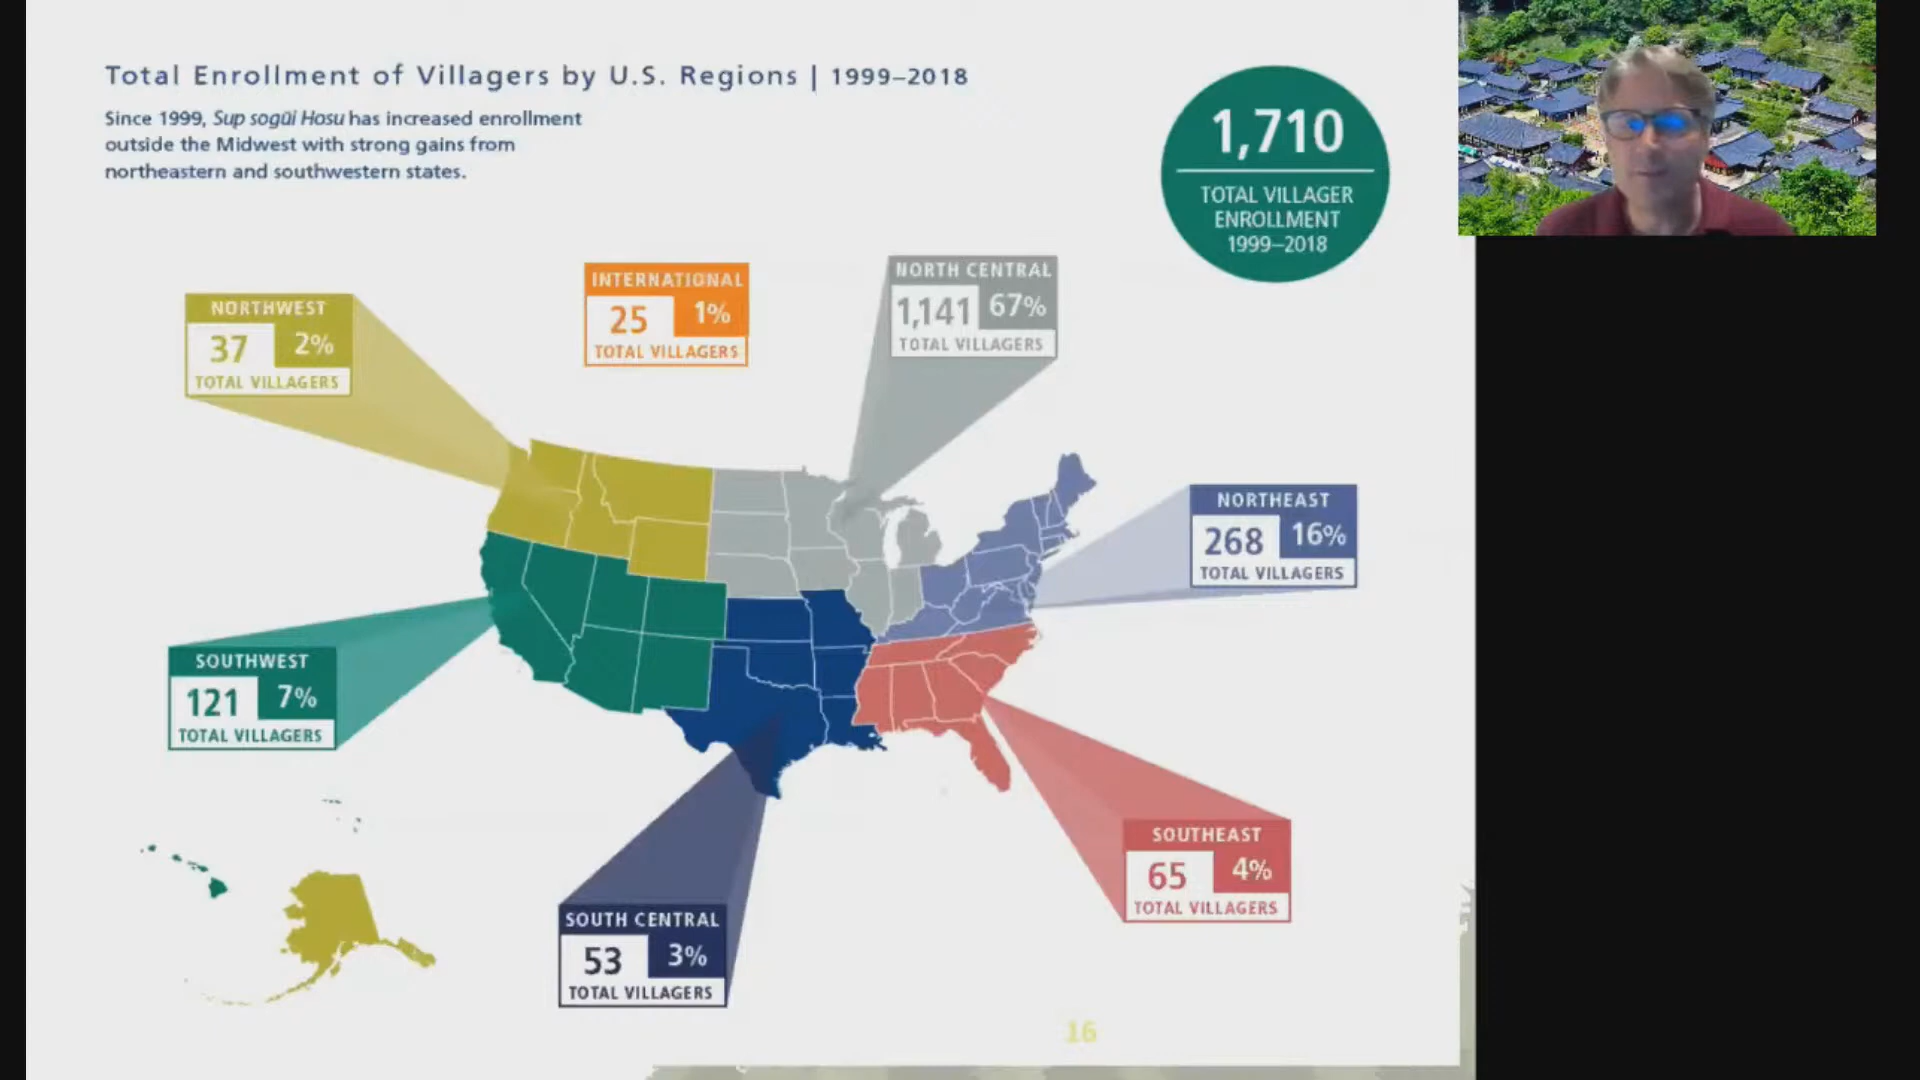 Total Enrollment of Villagers by U.S. Regions | 1999–2018
Since 1999, Sup sogŭi Hosu has increased enrollment
outside the Midwest with strong gains from
northeastern and southwestern states.
1,710
TOTAL VILLAGER
ENROLLMENT
1999–2018
NORTHWEST
37 2%
TOTAL VILLAGERS
INTERNATIONAL
25 1%
TOTAL VILLAGERS
NORTH CENTRAL
1,141 67%
TOTAL VILLAGERS
NORTHEAST
268 16%
TOTAL VILLAGERS
SOUTHWEST
121 7%
TOTAL VILLAGERS
SOUTHEAST
65 4%
TOTAL VILLAGERS
SOUTH CENTRAL
53 3%
TOTAL VILLAGERS
16